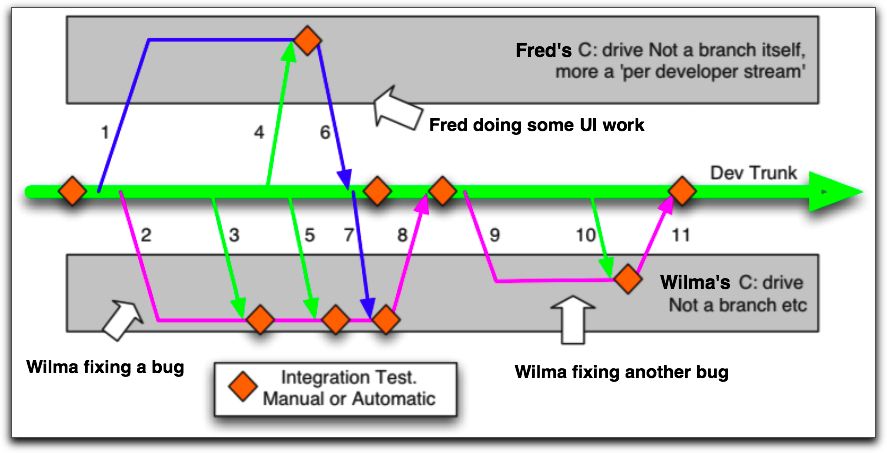 Fred's C: drive Not a branch itself,
more a 'per developer stream'
1
4
6
Fred doing some UI work
Dev Trunk
2
3
5
7
8
9
10
11
Wilma's C: drive
Not a branch etc
Wilma fixing a bug
Wilma fixing another bug
Integration Test.
Manual or Automatic